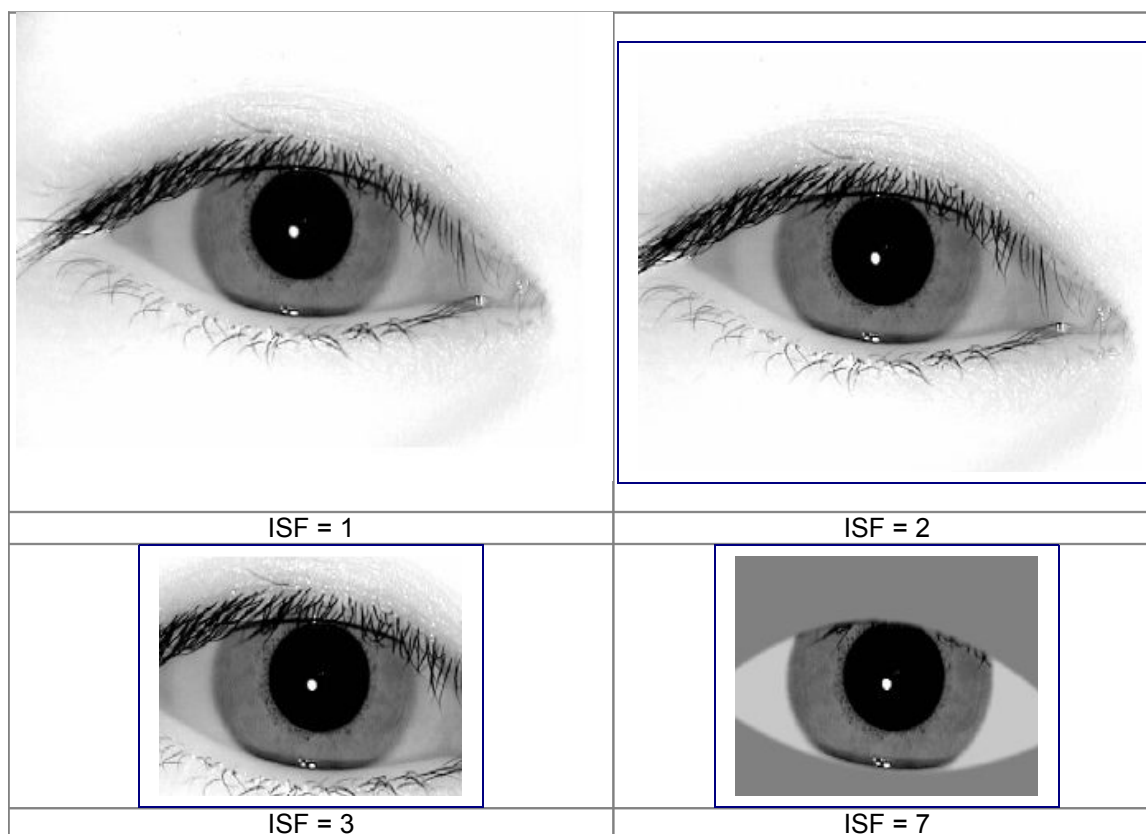 ISF = 1
ISF = 2
ISF = 3
ISF = 7